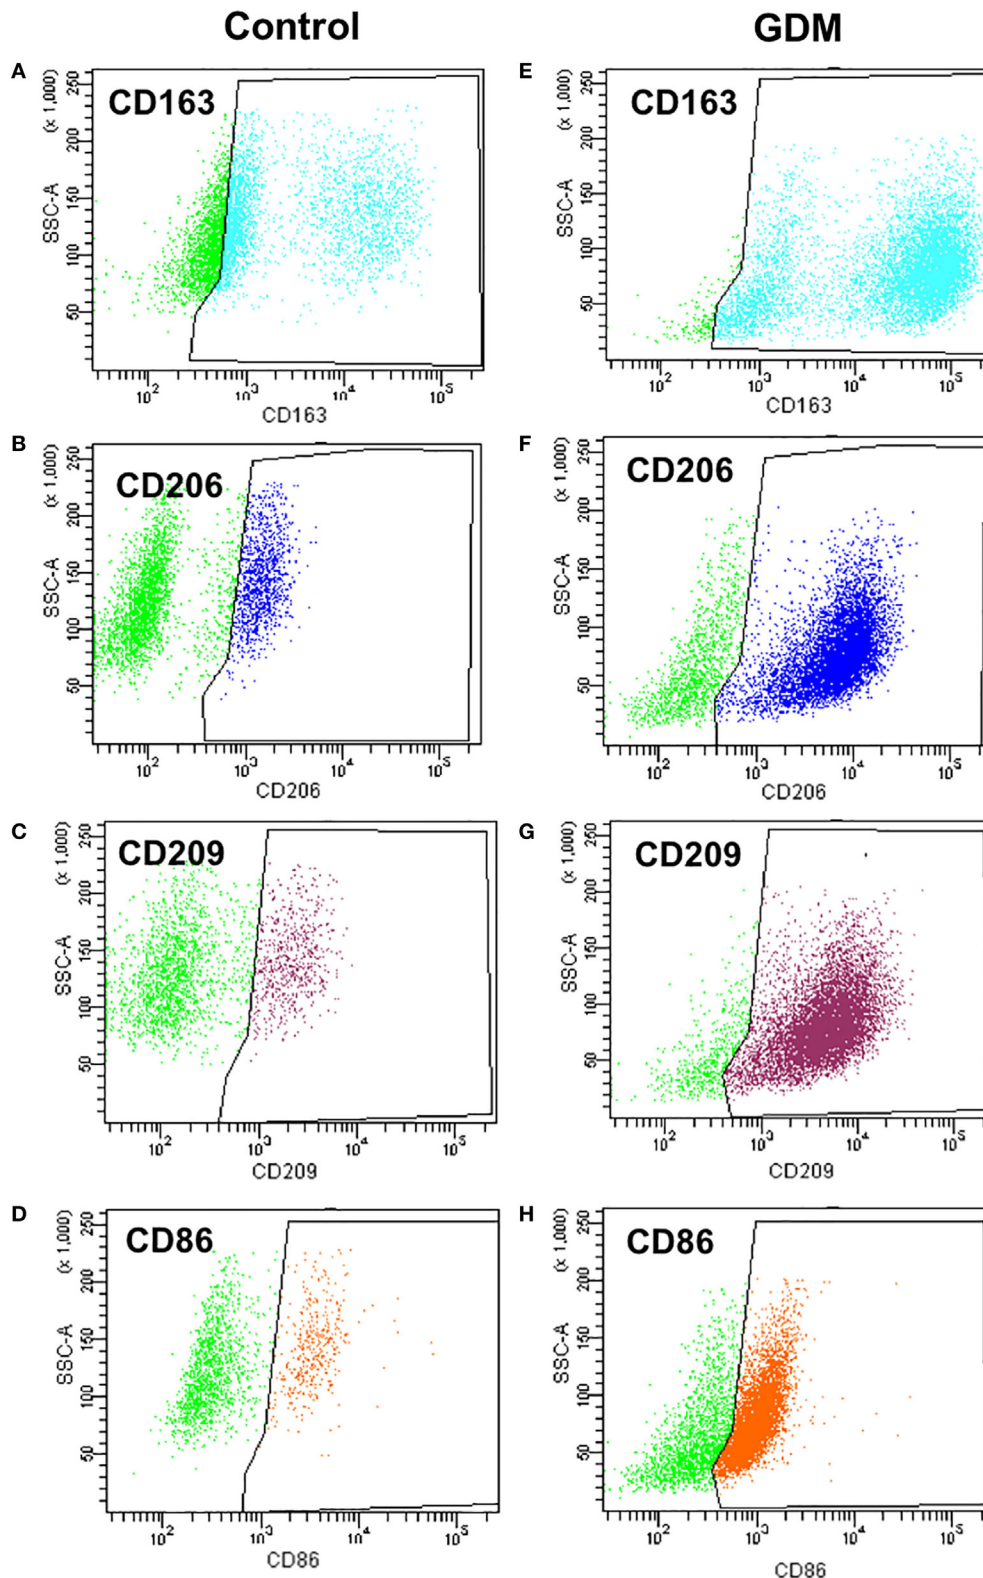 Control GDM
A E
CD163 CD163
(x 1,000) (x 1,000)
SSC-A SSC-A
250 200 150 100 50 250 200 150 100 50
10² 10³ 10⁴ 10⁵ 10² 10³ 10⁴ 10⁵
CD163 CD163
B F
CD206 CD206
(x 1,000) (x 1,000)
SSC-A SSC-A
250 200 150 100 50 250 200 150 100 50
10² 10³ 10⁴ 10⁵ 10² 10³ 10⁴ 10⁵
CD206 CD206
C G
CD209 CD209
(x 1,000) (x 1,000)
SSC-A SSC-A
250 200 150 100 50 250 200 150 100 50
10² 10³ 10⁴ 10⁵ 10² 10³ 10⁴ 10⁵
CD209 CD209
D H
CD86 CD86
(x 1,000) (x 1,000)
SSC-A SSC-A
250 200 150 100 50 250 200 150 100 50
10² 10³ 10⁴ 10⁵ 10² 10³ 10⁴ 10⁵
CD86 CD86